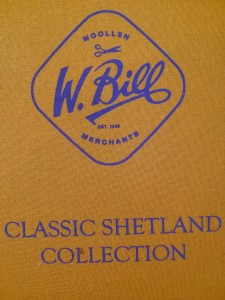 WOOLLEN
W. Bill
EST. 1846
MERCHANTS
CLASSIC SHETLAND
COLLECTION